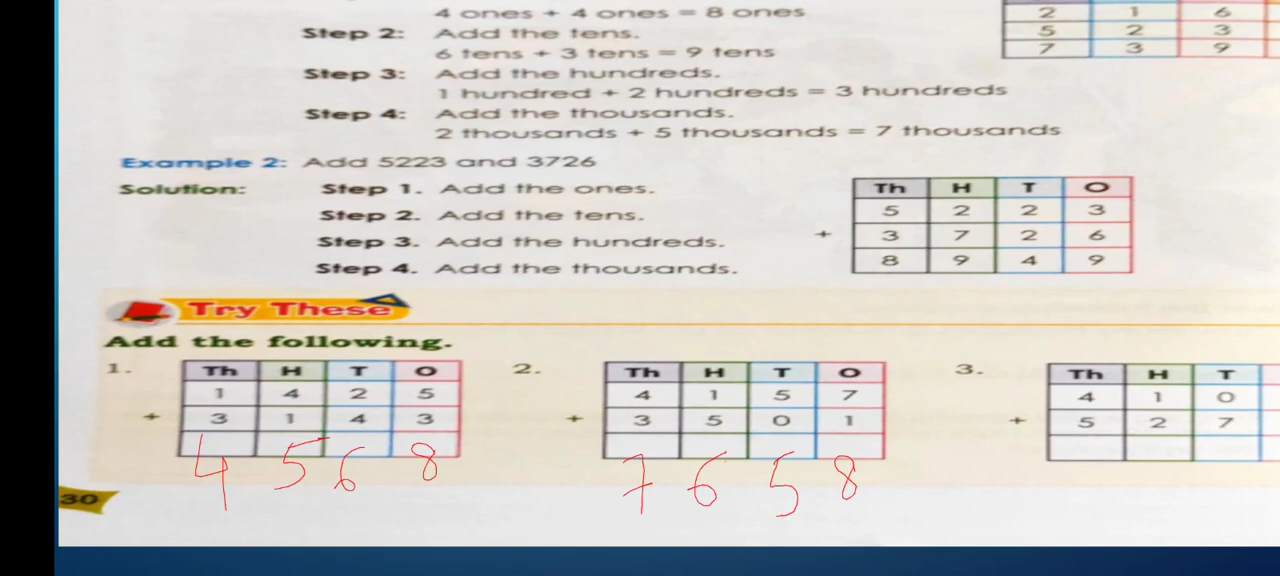 4 ones + 4 ones = 8 ones
Step 2: Add the tens.
6 tens + 3 tens = 9 tens
Step 3: Add the hundreds.
1 hundred + 2 hundreds = 3 hundreds
Step 4: Add the thousands.
2 thousands + 5 thousands = 7 thousands
2 1 6
5 2 3
7 3 9
Example 2: Add 5223 and 3726
Solution: Step 1. Add the ones.
Step 2. Add the tens.
Step 3. Add the hundreds.
Step 4. Add the thousands.
Th H T O
5 2 2 3
+ 3 7 2 6
8 9 4 9
Try These
Add the following.
1. Th H T O
1 4 2 5
+ 3 1 4 3
4 5 6 8
2. Th H T O
4 1 5 7
+ 3 5 0 1
7 6 5 8
3. Th H T
4 1 0
+ 5 2 7
30